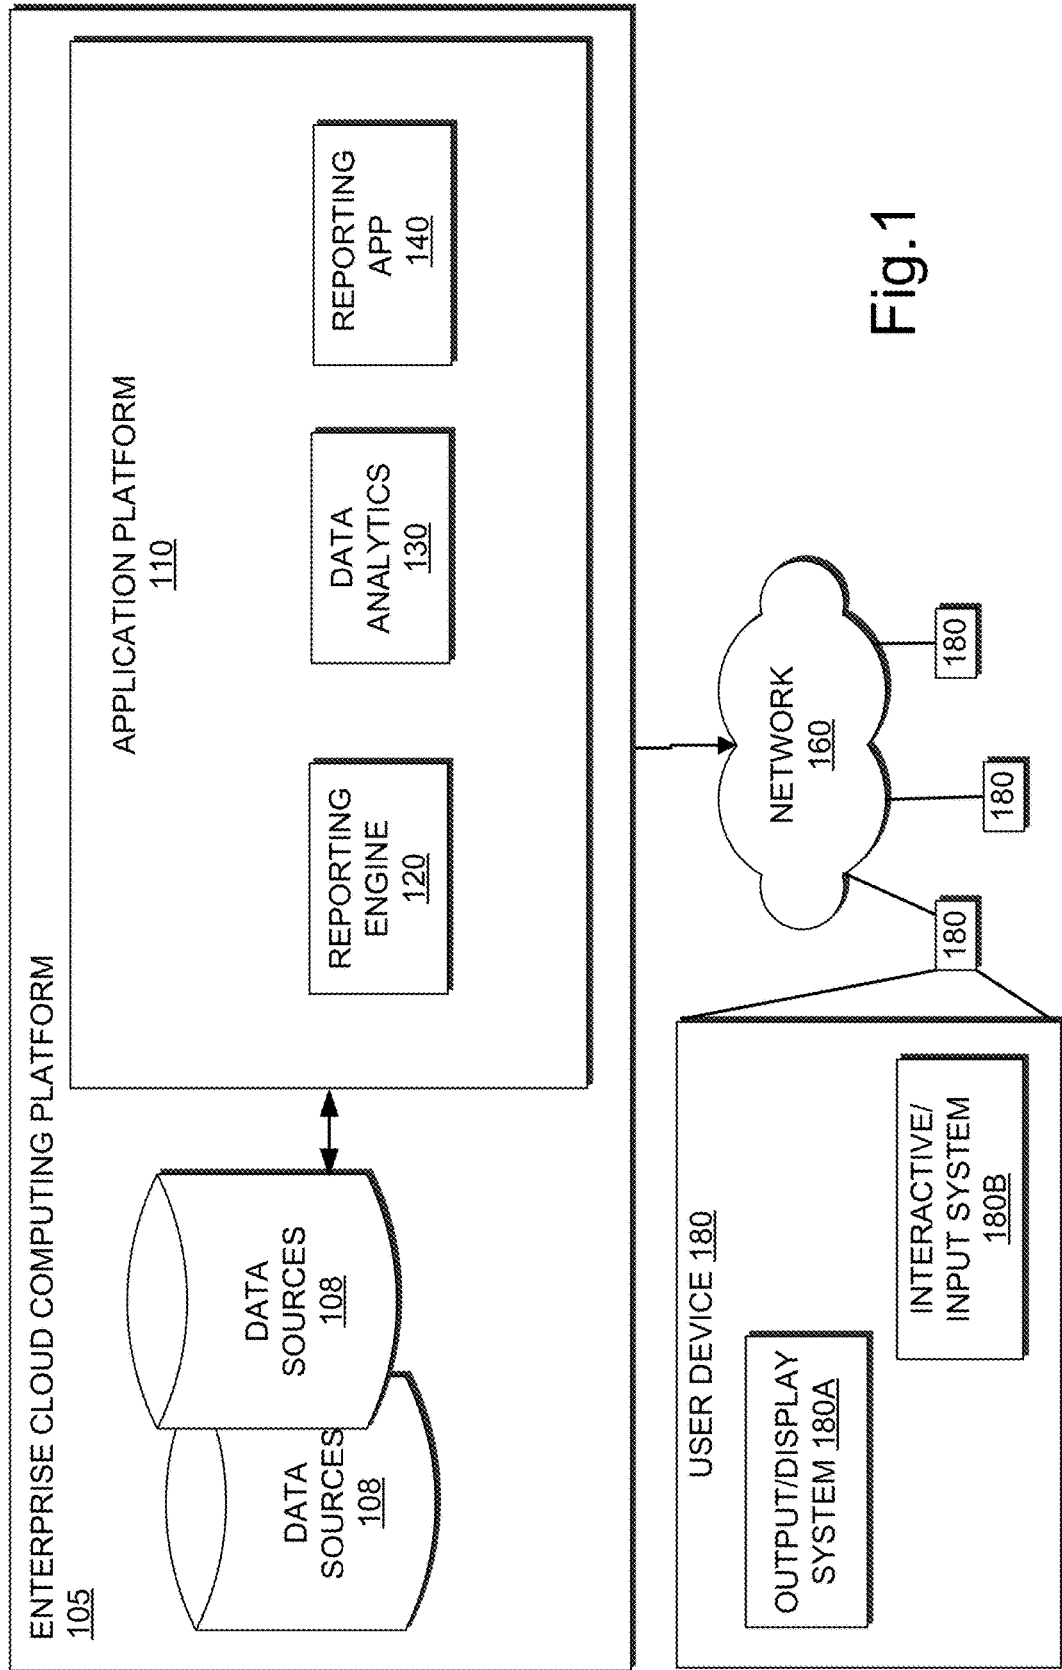 ENTERPRISE CLOUD COMPUTING PLATFORM
105
DATA
SOURCES
108
DATA
SOURCES
108
APPLICATION PLATFORM
110
REPORTING
ENGINE
120
DATA
ANALYTICS
130
REPORTING
APP
140
USER DEVICE 180
OUTPUT/DISPLAY
SYSTEM 180A
INTERACTIVE/
INPUT SYSTEM
180B
NETWORK
160
180
180
180
Fig.1